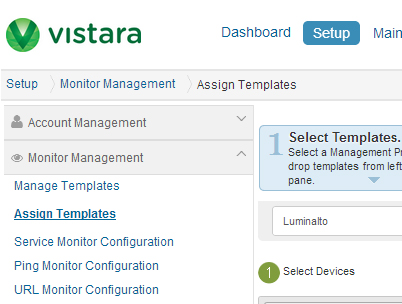 vistara
Dashboard
Setup
Main
Setup
Monitor Management
Assign Templates
Account Management
Monitor Management
Manage Templates
Assign Templates
Service Monitor Configuration
Ping Monitor Configuration
URL Monitor Configuration
1
Select Templates.
Select a Management Pr
drop templates from left
pane.
Luminalto
1 Select Devices